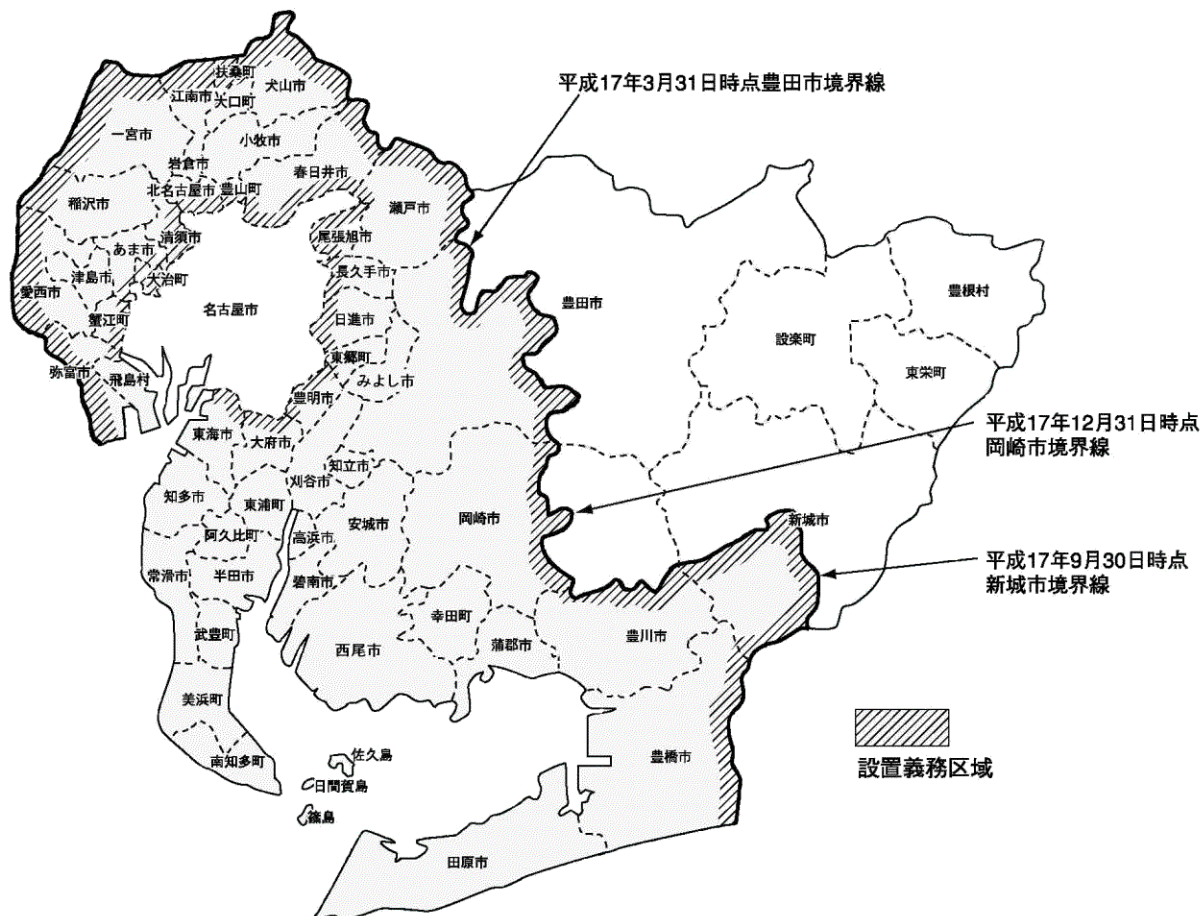 平成17年3月31日時点豊田市境界線
扶桑町
犬山市
江南市
大口町
一宮市
小牧市
岩倉市
春日井市
北名古屋市
豊山町
稲沢市
瀬戸市
清須市
尾張旭市
あま市
津島市
大治町
長久手市
愛西市
名古屋市
日進市
蟹江町
東郷町
みよし市
弥富市
飛島村
豊明市
豊田市
豊根村
設楽町
東栄町
平成17年12月31日時点
岡崎市境界線
東海市
大府市
知立市
刈谷市
知多市
東浦町
安城市
岡崎市
新城市
阿久比町
高浜市
平成17年9月30日時点
新城市境界線
常滑市
半田市
碧南市
幸田町
武豊町
豊川市
西尾市
蒲郡市
美浜町
南知多町
佐久島
日間賀島
篠島
豊橋市
設置義務区域
田原市